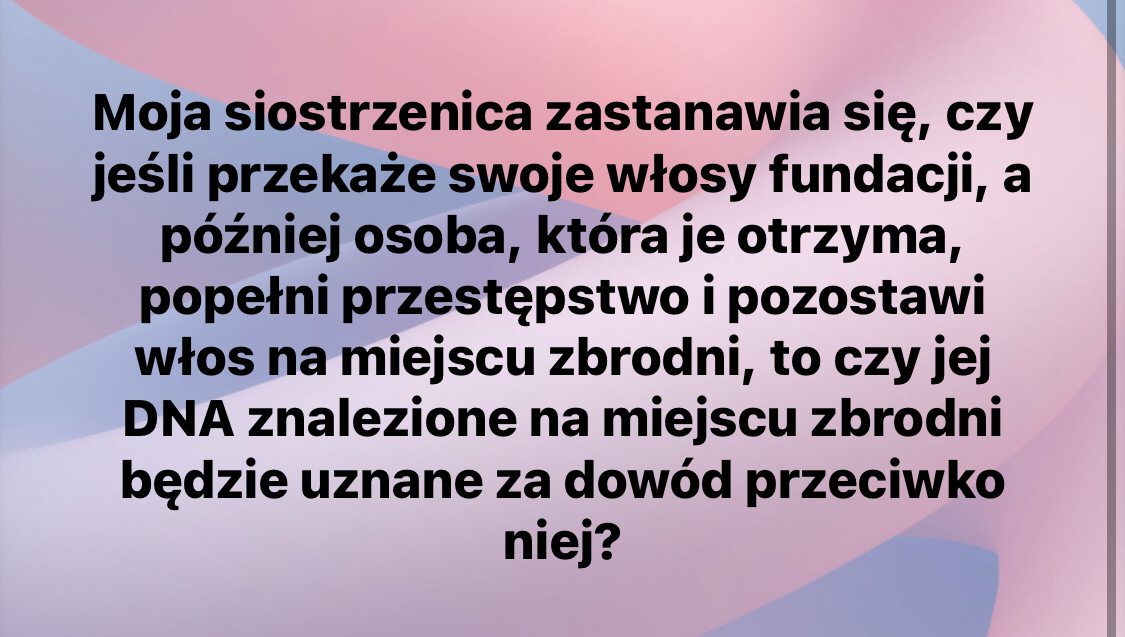 Moja siostrzenica zastanawia się, czy
jeśli przekaże swoje włosy fundacji, a
później osoba, która je otrzyma,
popełni przestępstwo i pozostawi
włos na miejscu zbrodni, to czy jej
DNA znalezione na miejscu zbrodni
będzie uznane za dowód przeciwko
niej?